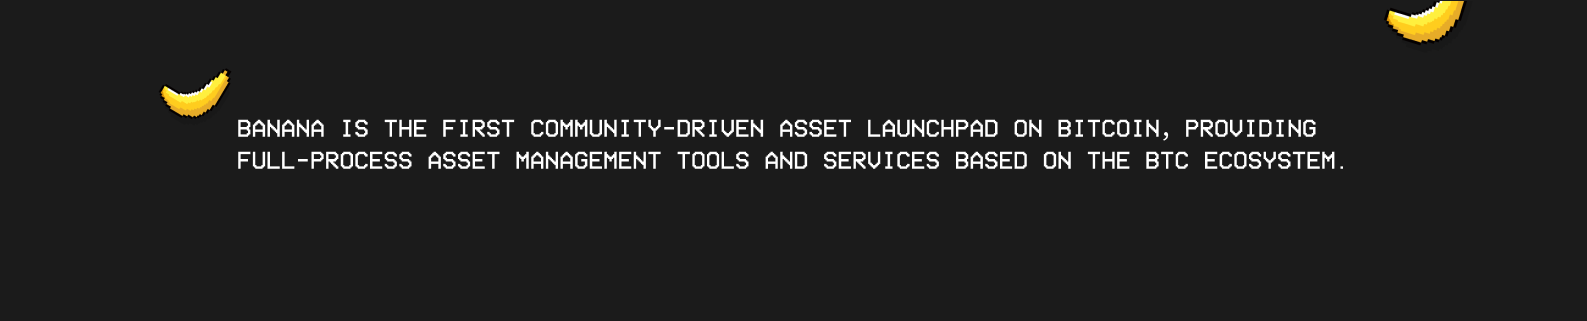 BANANA IS THE FIRST COMMUNITY-DRIVEN ASSET LAUNCHPAD ON BITCOIN, PROVIDING
FULL-PROCESS ASSET MANAGEMENT TOOLS AND SERVICES BASED ON THE BTC ECOSYSTEM.